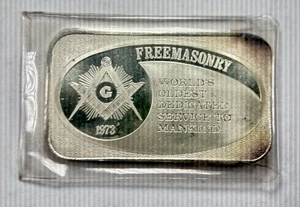 FREEMASONRY
G
1973
WORLD'S
OLDEST
DEDICATED
SERVICE TO
MANKIND